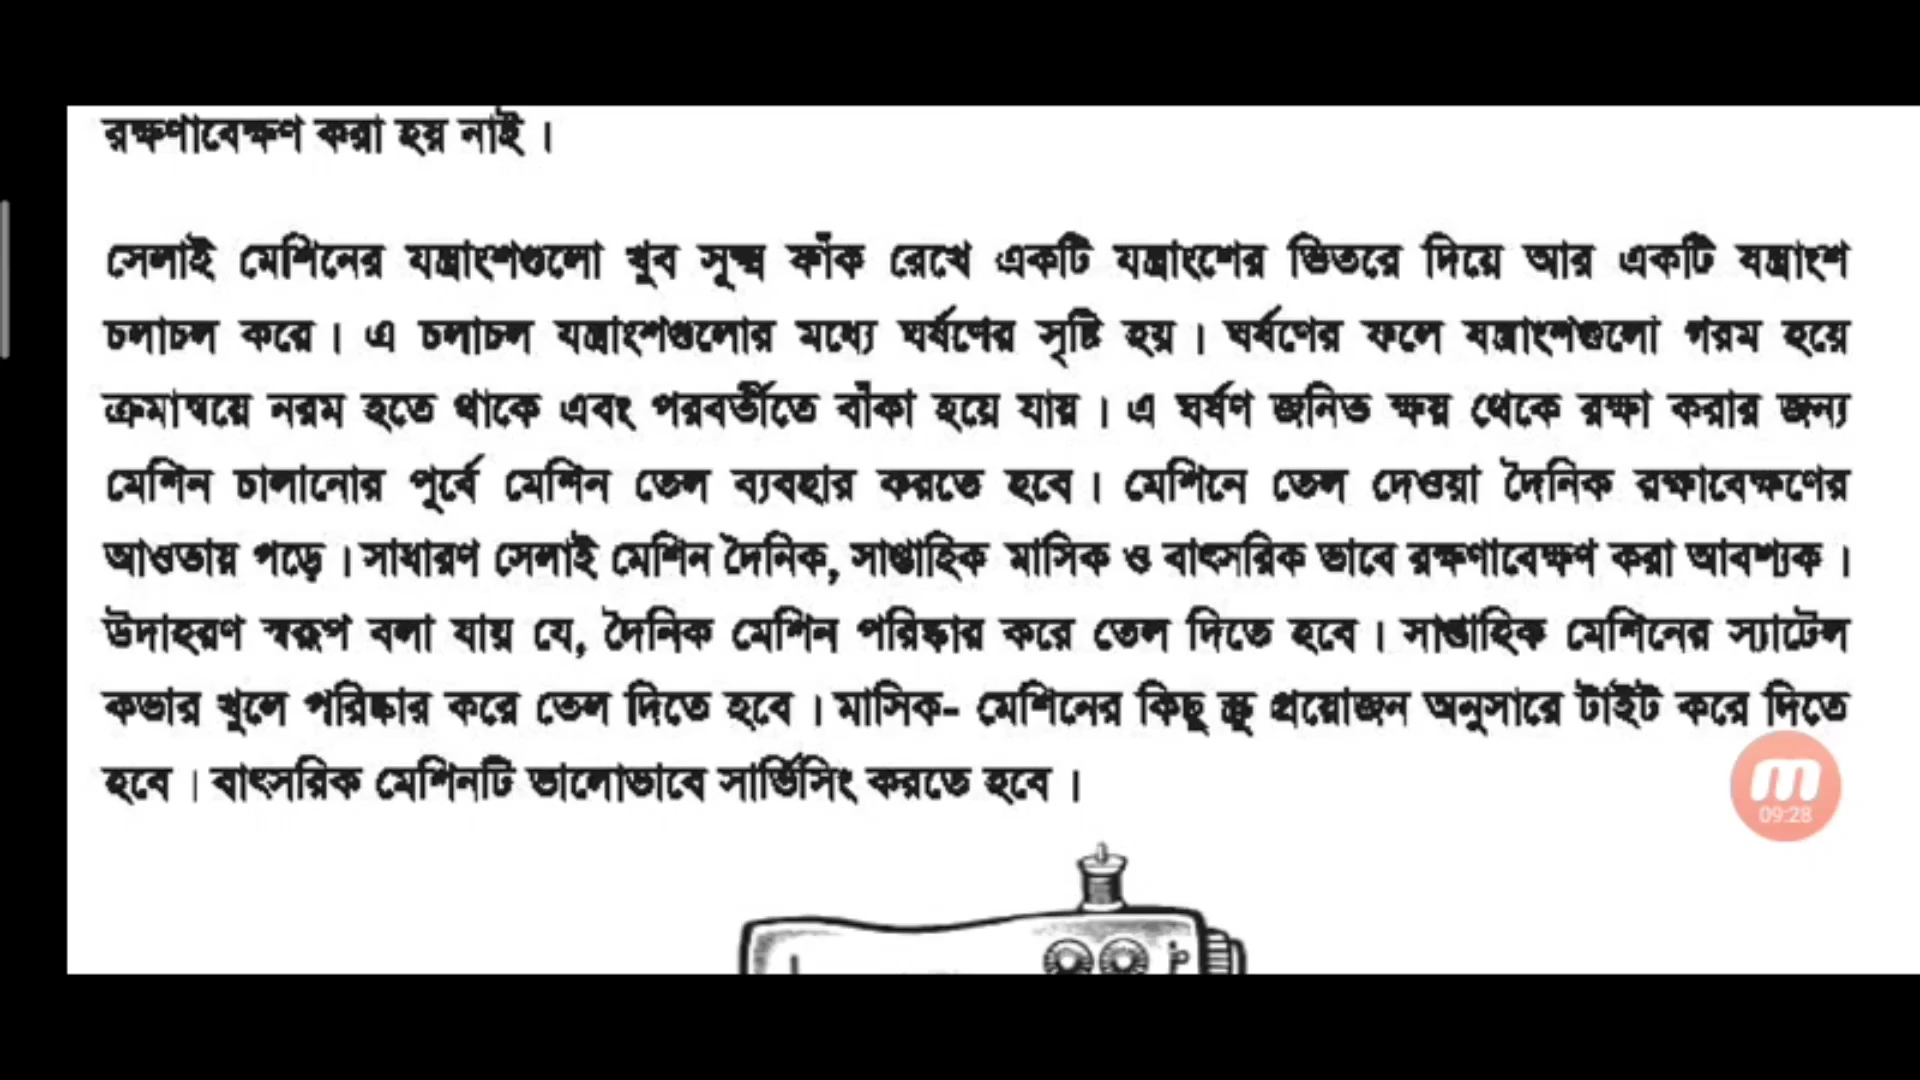 রক্ষণাবেক্ষণ করা হয় নাই ।
সেলাই মেশিনের যন্ত্রাংশগুলো খুব সূক্ষ্ম ফাঁক রেখে একটি যন্ত্রাংশের ভিতরে দিয়ে আর একটি যন্ত্রাংশ
চলাচল করে । এ চলাচল যন্ত্রাংশগুলোর মধ্যে ঘর্ষণের সৃষ্টি হয় । ঘর্ষণের ফলে যন্ত্রাংশগুলো গরম হয়ে
ক্রমান্বয়ে নরম হতে থাকে এবং পরবর্তীতে বাঁকা হয়ে যায় । এ ঘর্ষণ জনিত ক্ষয় থেকে রক্ষা করার জন্য
মেশিন চালানোর পূর্বে মেশিন তেল ব্যবহার করতে হবে । মেশিনে তেল দেওয়া দৈনিক রক্ষাবেক্ষণের
আওতায় পড়ে । সাধারণ সেলাই মেশিন দৈনিক, সাপ্তাহিক মাসিক ও বাৎসরিক ভাবে রক্ষণাবেক্ষণ করা আবশ্যক ।
উদাহরণ স্বরূপ বলা যায় যে, দৈনিক মেশিন পরিষ্কার করে তেল দিতে হবে । সাপ্তাহিক মেশিনের স্যাটেল
কভার খুলে পরিষ্কার করে তেল দিতে হবে । মাসিক- মেশিনের কিছু স্ক্রু প্রয়োজন অনুসারে টাইট করে দিতে
হবে । বাৎসরিক মেশিনটি ভালোভাবে সার্ভিসিং করতে হবে ।
m
09:28